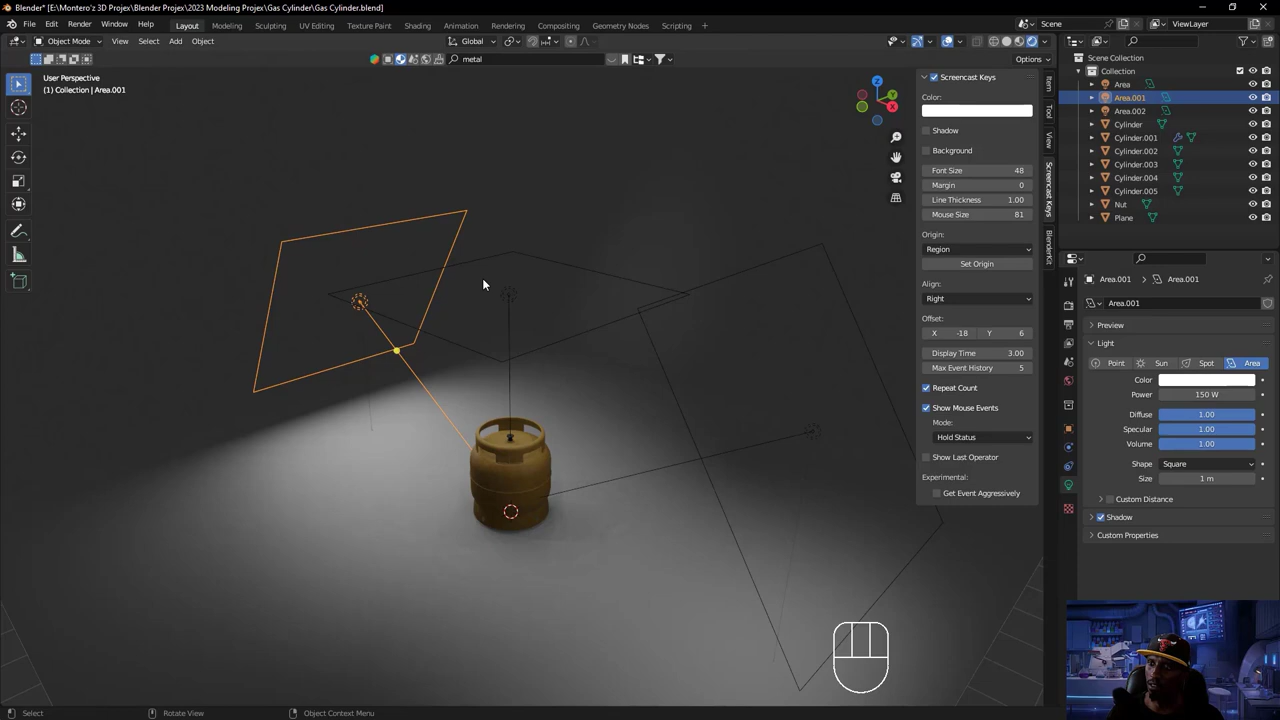 Blender* [E:\Montero'z 3D Projex\Blender Projex\2023 Modeling Projex\Gas Cylinder\Gas Cylinder.blend]
File Edit Render Window Help Layout Modeling Sculpting UV Editing Texture Paint Shading Animation Rendering Compositing Geometry Nodes Scripting + Scene ViewLayer
Object Mode View Select Add Object Global
metal Options
User Perspective
(1) Collection | Area.001
Z
Y
X
Screencast Keys
Color:
Shadow
Background
Font Size 48
Margin 0
Line Thickness 1.00
Mouse Size 81
Origin:
Region
Set Origin
Align:
Right
Offset:
X -18 Y 6
Display Time 3.00
Max Event History 5
Repeat Count
Show Mouse Events
Mode:
Hold Status
Show Last Operator
Experimental:
Get Event Aggressively
Item
Tool
View
Screencast Keys
BlenderKit
Scene Collection
Collection
Area
Area.001
Area.002
Cylinder
Cylinder.001
Cylinder.002
Cylinder.003
Cylinder.004
Cylinder.005
Nut
Plane
Area.001 Area.001
Area.001
Preview
Light
Point Sun Spot Area
Color
Power 150 W
Diffuse 1.00
Specular 1.00
Volume 1.00
Shape Square
Size 1 m
Custom Distance
Shadow
Custom Properties
Select Rotate View Object Context Menu